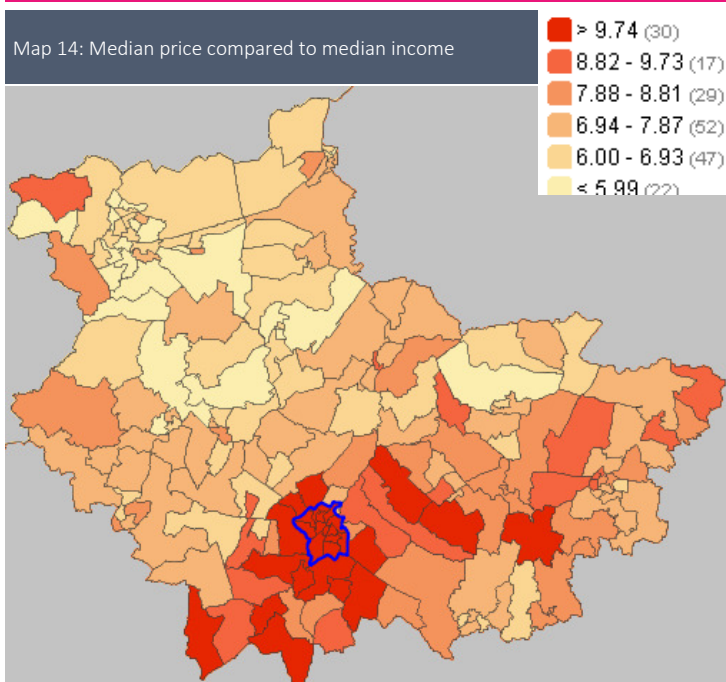 Map 14: Median price compared to median income
> 9.74 (30)
8.82 - 9.73 (17)
7.88 - 8.81 (29)
6.94 - 7.87 (52)
6.00 - 6.93 (47)
≤ 5.99 (22)